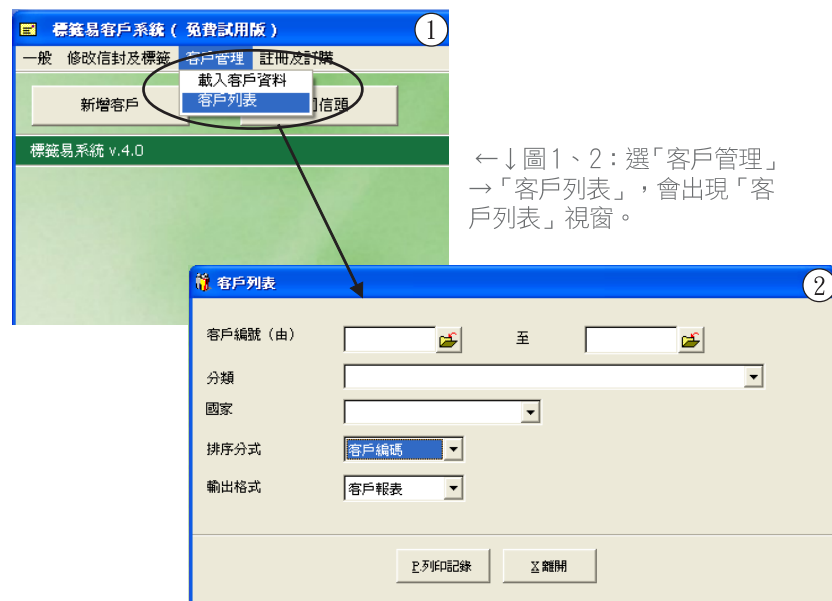 標籤易客戶系統 ( 免費試用版 )
1
一般 修改信封及標籤 客戶管理 註冊及訂購
載入客戶資料
客戶列表
新增客戶 信頭
標籤易系統 v.4.0
←↓圖1、2：選「客戶管理」
→「客戶列表」，會出現「客
戶列表」視窗。
客戶列表
2
客戶編號（由） 至
分類
國家
排序分式 客戶編碼
輸出格式 客戶報表
P.列印記錄 X 離開